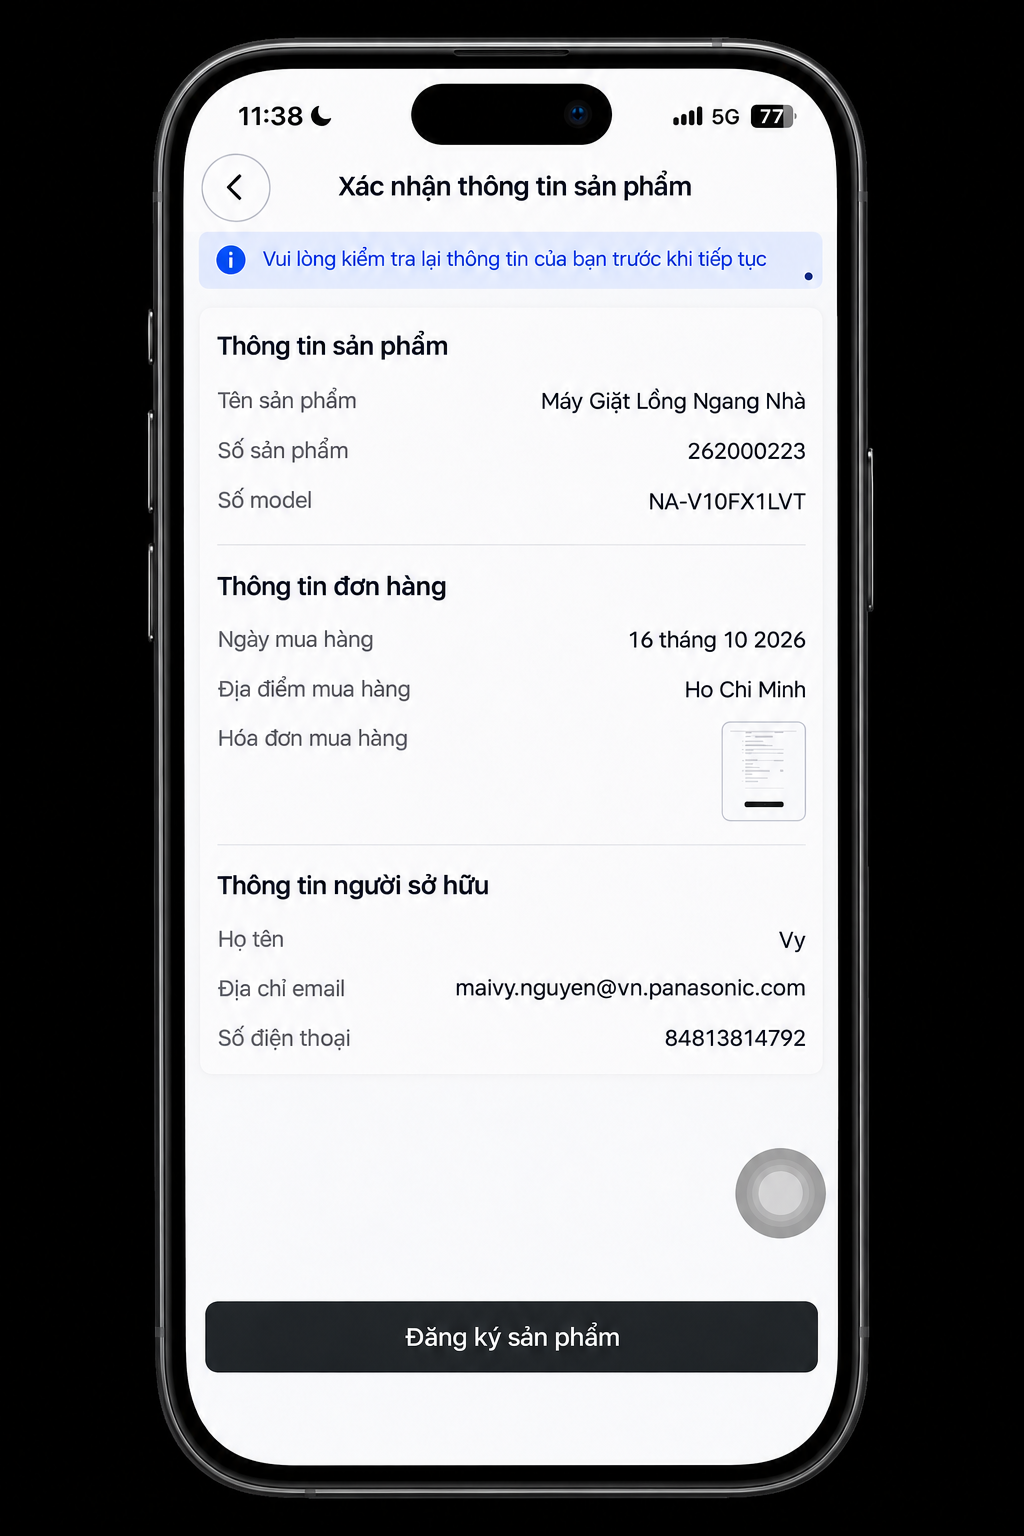 11:38
5G
77
Xác nhận thông tin sản phẩm
Vui lòng kiểm tra lại thông tin của bạn trước khi tiếp tục
Thông tin sản phẩm
Tên sản phẩm Máy Giặt Lồng Ngang Nhà
Số sản phẩm 262000223
Số model NA-V10FX1LVT
Thông tin đơn hàng
Ngày mua hàng 16 tháng 10 2026
Địa điểm mua hàng Ho Chi Minh
Hóa đơn mua hàng
Thông tin người sở hữu
Họ tên Vy
Địa chỉ email maivy.nguyen@vn.panasonic.com
Số điện thoại 84813814792
Đăng ký sản phẩm